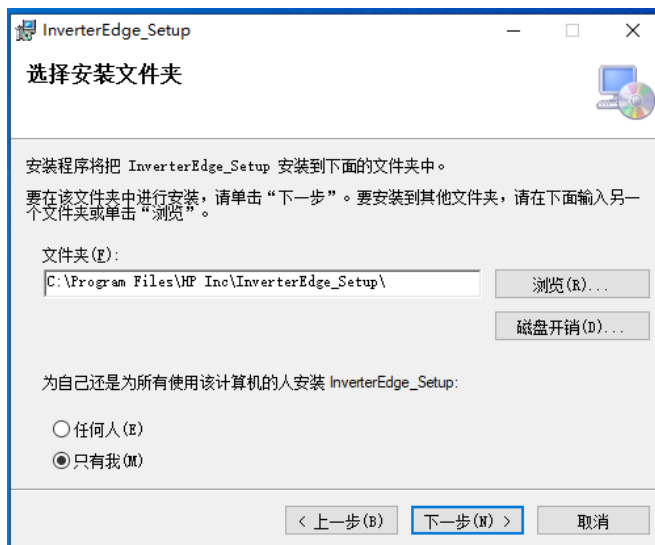 InverterEdge_Setup
选择安装文件夹
安装程序将把 InverterEdge_Setup 安装到下面的文件夹中。
要在该文件夹中进行安装，请单击“下一步”。要安装到其他文件夹，请在下面输入另一
个文件夹或单击“浏览”。
文件夹(F):
C:\Program Files\HP Inc\InverterEdge_Setup\
浏览(R)...
磁盘开销(D)...
为自己还是为所有使用该计算机的人安装 InverterEdge_Setup:
任何人(E)
只有我(M)
< 上一步(B)
下一步(N) >
取消